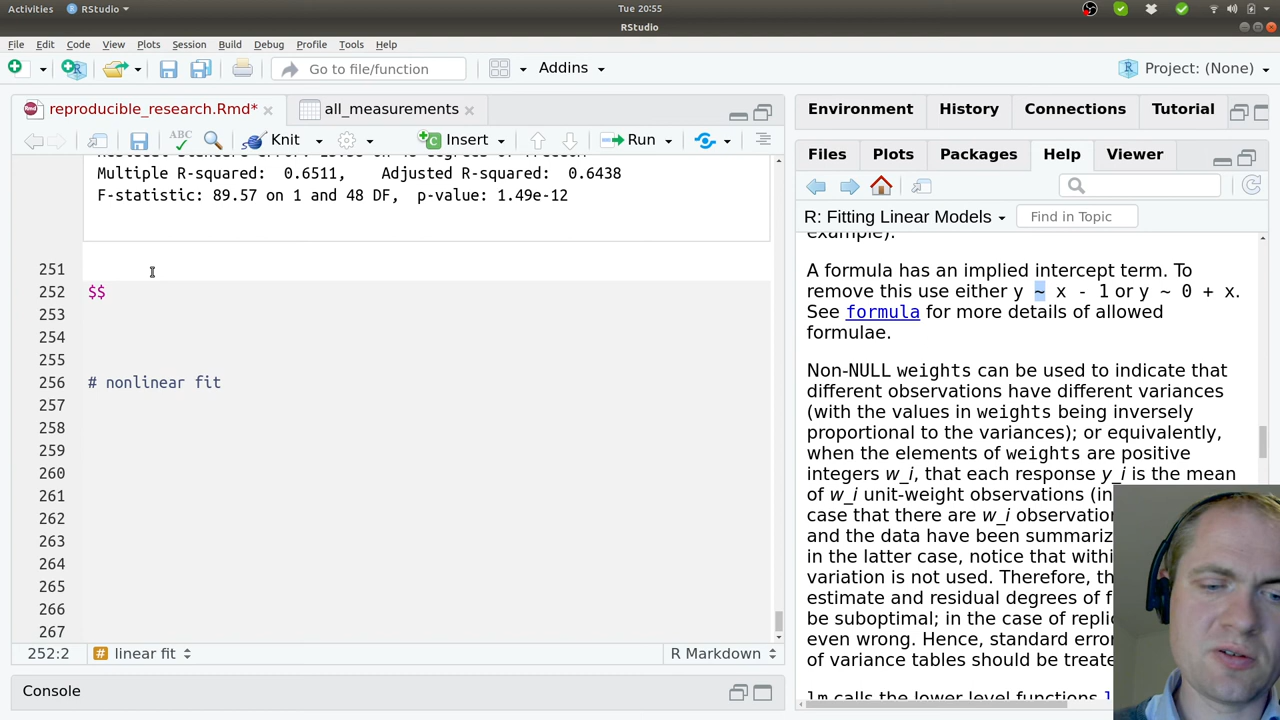 Activities RStudio Tue 20:55
RStudio
File Edit Code View Plots Session Build Debug Profile Tools Help
Go to file/function Addins Project: (None)
reproducible_research.Rmd* all_measurements
Environment History Connections Tutorial
ABC Knit Insert Run
Files Plots Packages Help Viewer
Multiple R-squared: 0.6511, Adjusted R-squared: 0.6438
F-statistic: 89.57 on 1 and 48 DF, p-value: 1.49e-12
251
252 $$
253
254
255
256 # nonlinear fit
257
258
259
260
261
262
263
264
265
266
267
252:2 # linear fit R Markdown
Console
R: Fitting Linear Models Find in Topic
example).
A formula has an implied intercept term. To
remove this use either y ~ x - 1 or y ~ 0 + x.
See formula for more details of allowed
formulae.
Non-NULL weights can be used to indicate that
different observations have different variances
(with the values in weights being inversely
proportional to the variances); or equivalently,
when the elements of weights are positive
integers w_i, that each response y_i is the mean
of w_i unit-weight observations (in
case that there are w_i observatio
and the data have been summariz
in the latter case, notice that withi
variation is not used. Therefore, th
estimate and residual degrees of f
be suboptimal; in the case of replic
even wrong. Hence, standard error
of variance tables should be treate
lm calls the lower level functions